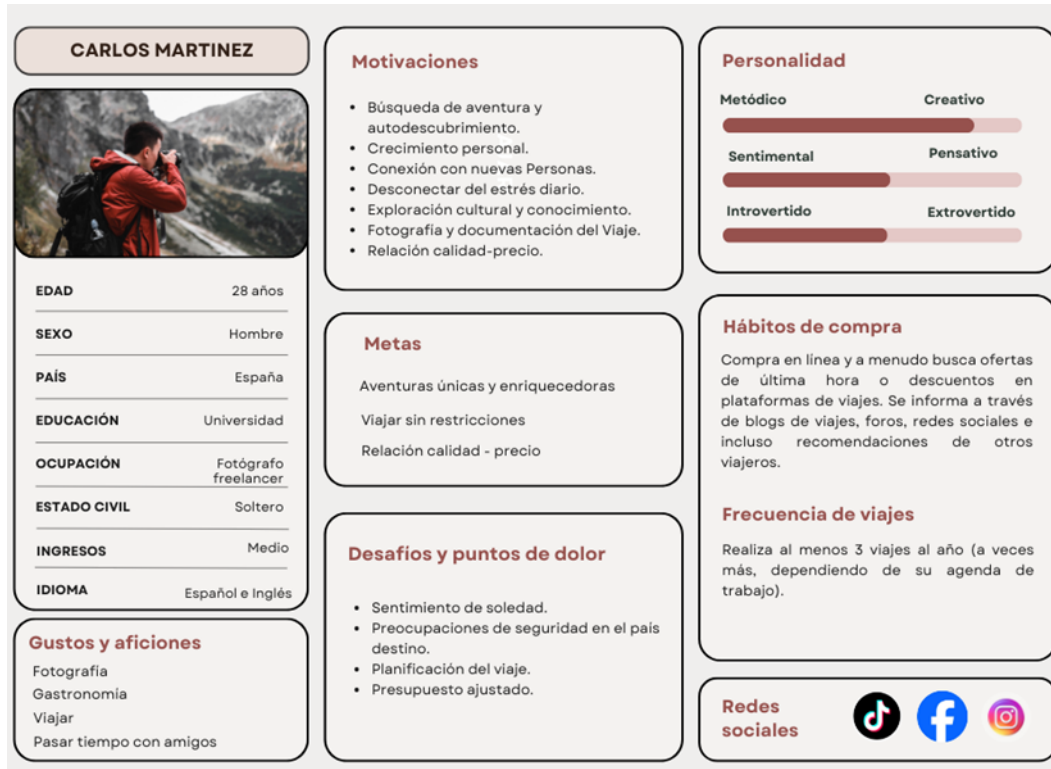 CARLOS MARTINEZ
EDAD 28 años
SEXO Hombre
PAÍS España
EDUCACIÓN Universidad
OCUPACIÓN Fotógrafo
freelancer
ESTADO CIVIL Soltero
INGRESOS Medio
IDIOMA Español e Inglés
Gustos y aficiones
Fotografía
Gastronomía
Viajar
Pasar tiempo con amigos
Motivaciones
• Búsqueda de aventura y
autodescubrimiento.
• Crecimiento personal.
• Conexión con nuevas Personas.
• Desconectar del estrés diario.
• Exploración cultural y conocimiento.
• Fotografía y documentación del Viaje.
• Relación calidad-precio.
Metas
Aventuras únicas y enriquecedoras
Viajar sin restricciones
Relación calidad - precio
Desafíos y puntos de dolor
• Sentimiento de soledad.
• Preocupaciones de seguridad en el país
destino.
• Planificación del viaje.
• Presupuesto ajustado.
Personalidad
Metódico Creativo
Sentimental Pensativo
Introvertido Extrovertido
Hábitos de compra
Compra en línea y a menudo busca ofertas
de última hora o descuentos en
plataformas de viajes. Se informa a través
de blogs de viajes, foros, redes sociales e
incluso recomendaciones de otros
viajeros.
Frecuencia de viajes
Realiza al menos 3 viajes al año (a veces
más, dependiendo de su agenda de
trabajo).
Redes
sociales